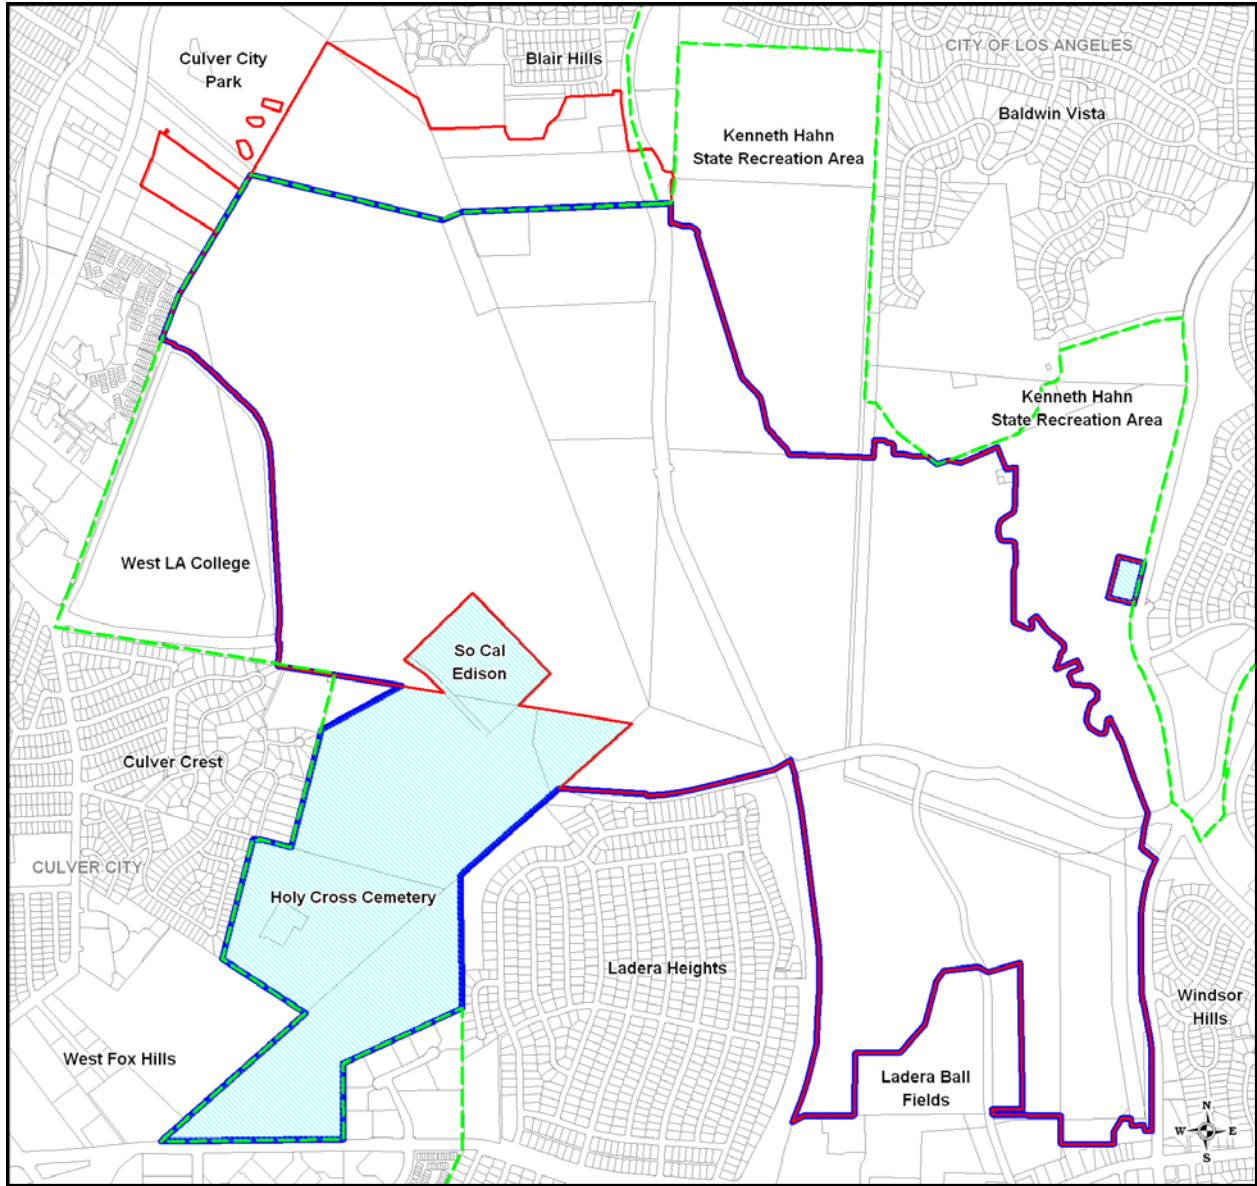 Culver City
Park
Blair Hills
CITY OF LOS ANGELES
Baldwin Vista
Kenneth Hahn
State Recreation Area
Kenneth Hahn
State Recreation Area
West LA College
So Cal
Edison
Culver Crest
CULVER CITY
Holy Cross Cemetery
Ladera Heights
Windsor
Hills
West Fox Hills
Ladera Ball
Fields
N
W E
S